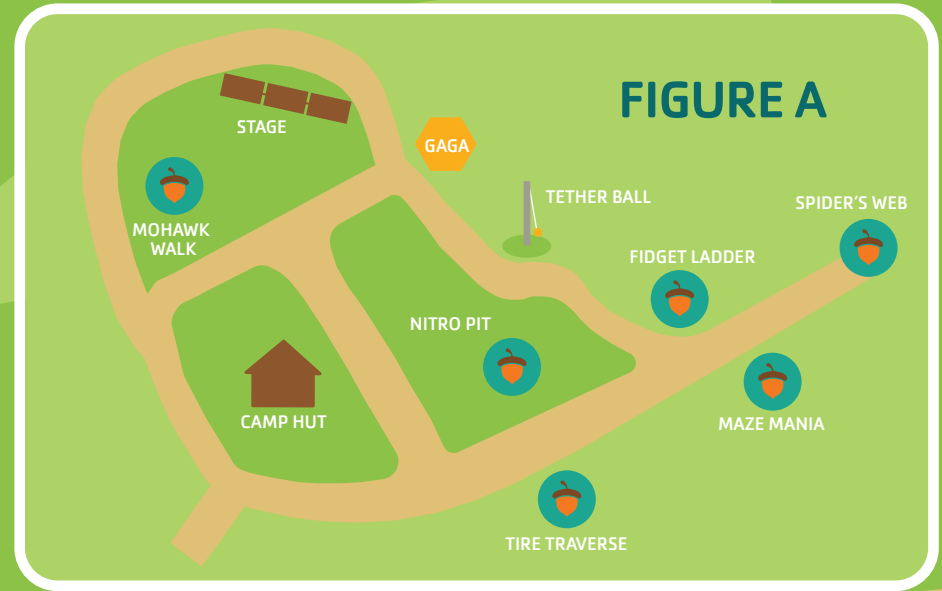 FIGURE A
STAGE
GAGA
TETHER BALL
SPIDER'S WEB
MOHAWK
WALK
FIDGET LADDER
NITRO PIT
CAMP HUT
MAZE MANIA
TIRE TRAVERSE